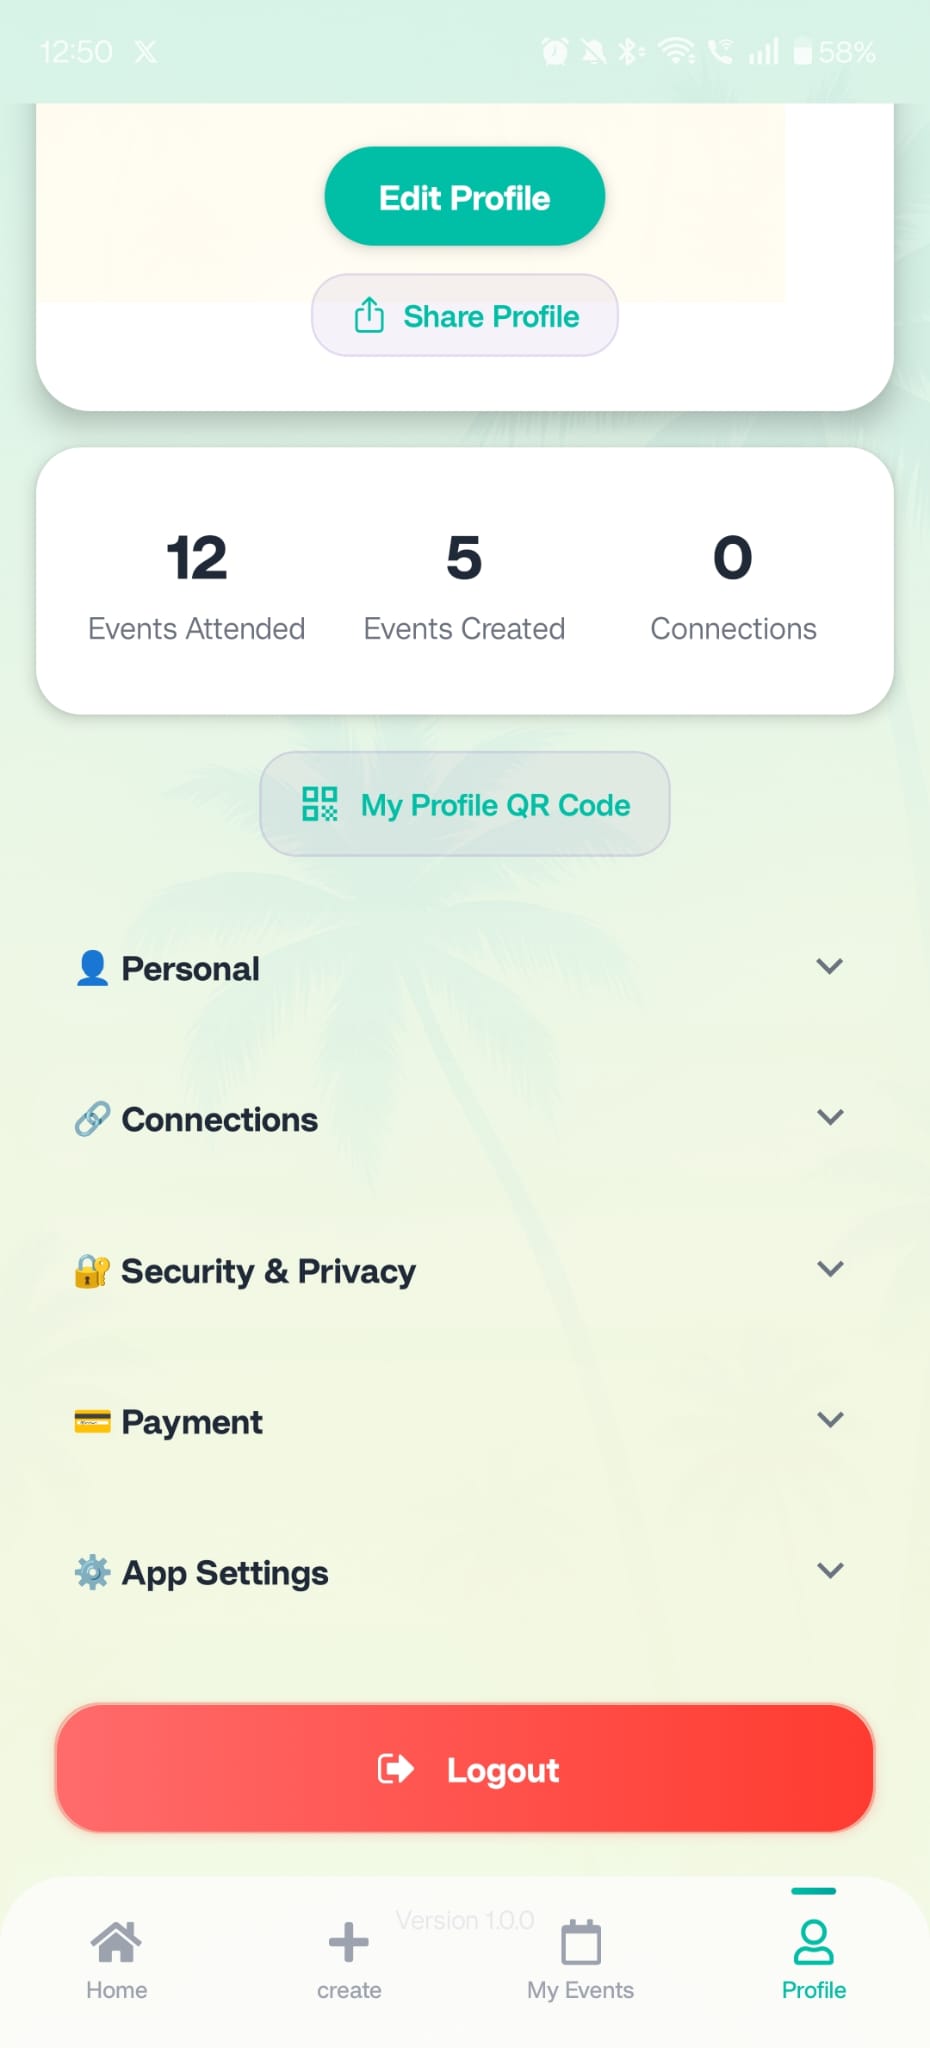 12:50 X 58%
Edit Profile
Share Profile
12 5 0
Events Attended Events Created Connections
My Profile QR Code
Personal
Connections
Security & Privacy
Payment
App Settings
Logout
Version 1.0.0
Home create My Events Profile